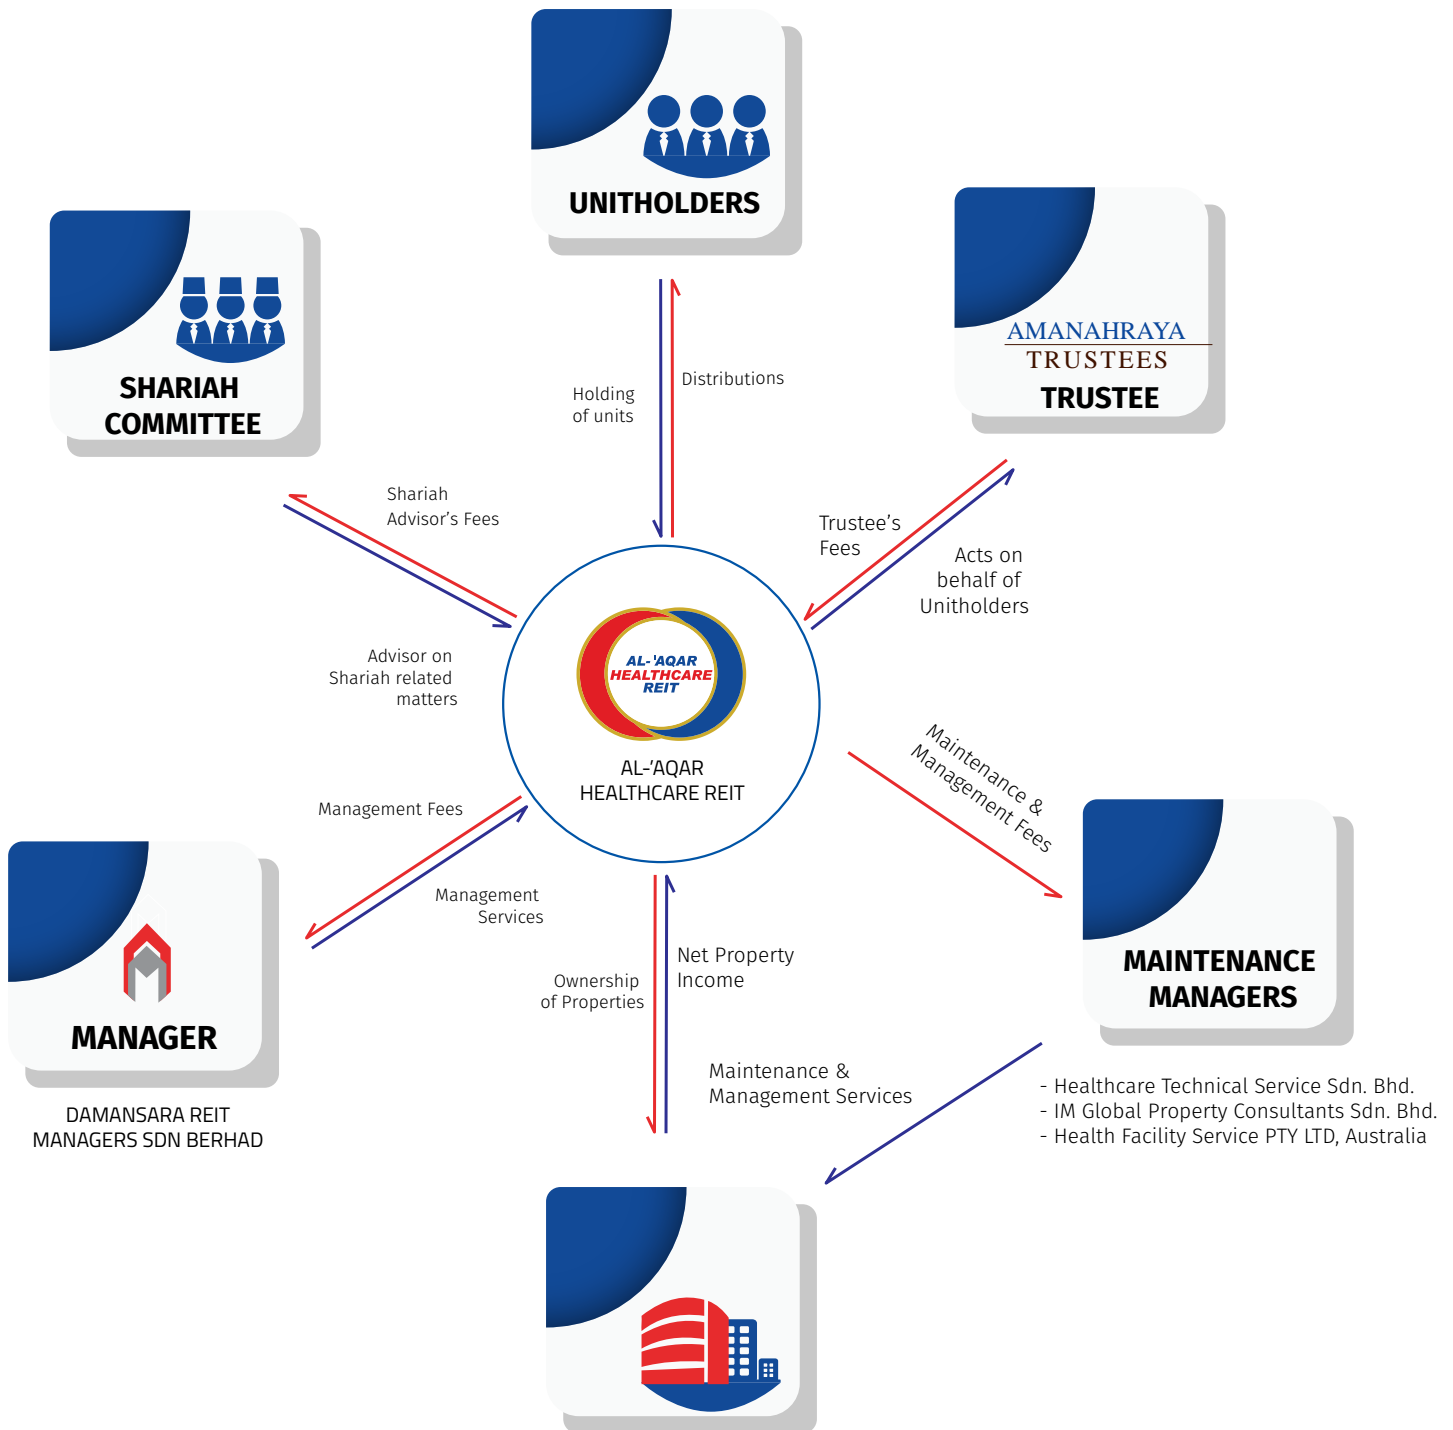 UNITHOLDERS
SHARIAH
COMMITTEE
AMANAHRAYA
TRUSTEES
TRUSTEE
Holding
of units
Distributions
Shariah
Advisor’s Fees
Trustee’s
Fees
Acts on
behalf of
Unitholders
Advisor on
Shariah related
matters
AL-'AQAR
HEALTHCARE
REIT
AL-’AQAR
HEALTHCARE REIT
Maintenance &
Management Fees
Management Fees
Management
Services
MANAGER
DAMANSARA REIT
MANAGERS SDN BERHAD
Ownership
of Properties
Net Property
Income
MAINTENANCE
MANAGERS
- Healthcare Technical Service Sdn. Bhd.
- IM Global Property Consultants Sdn. Bhd.
- Health Facility Service PTY LTD, Australia
Maintenance &
Management Services